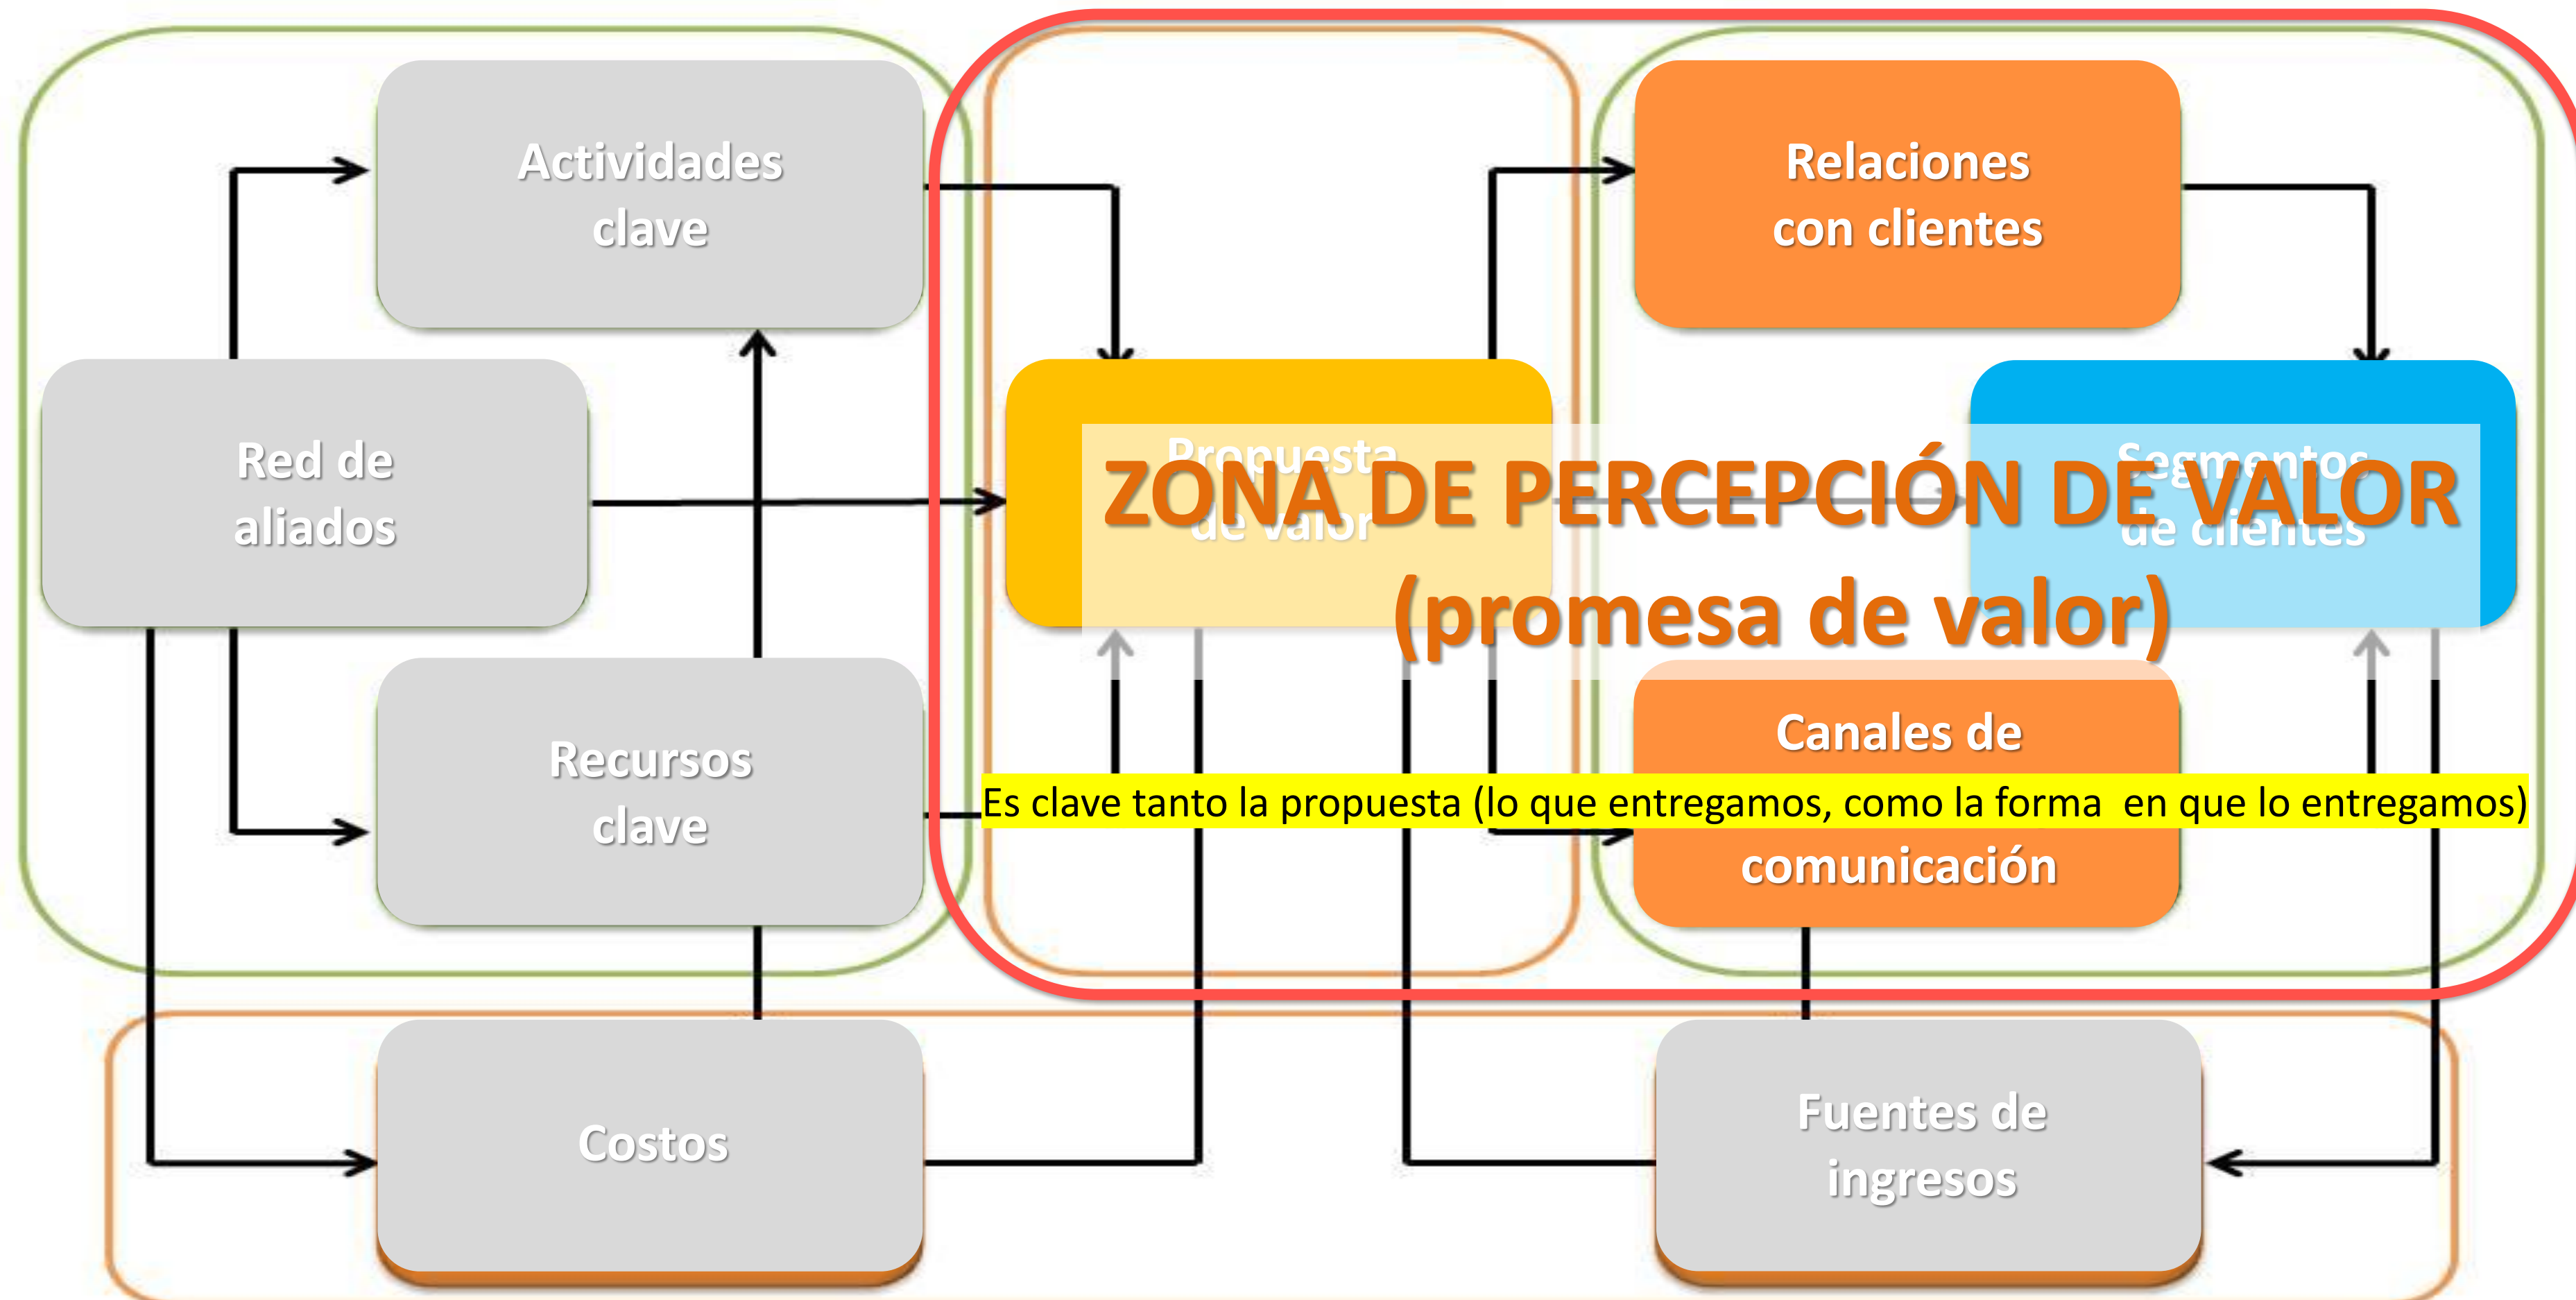 Actividades
clave
Relaciones
con clientes
Red de
aliados
Propuesta
de valor
Segmentos
de clientes
ZONA DE PERCEPCIÓN DE VALOR
(promesa de valor)
Recursos
clave
Canales de
Es clave tanto la propuesta (lo que entregamos, como la forma  en que lo entregamos)
comunicación
Costos
Fuentes de
ingresos